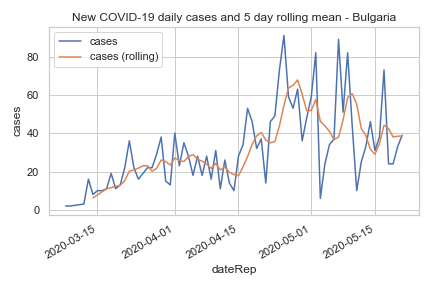 New COVID-19 daily cases and 5 day rolling mean - Bulgaria
cases
cases (rolling)
cases
80
60
40
20
0
2020-03-15
2020-04-01
2020-04-15
2020-05-01
2020-05-15
dateRep